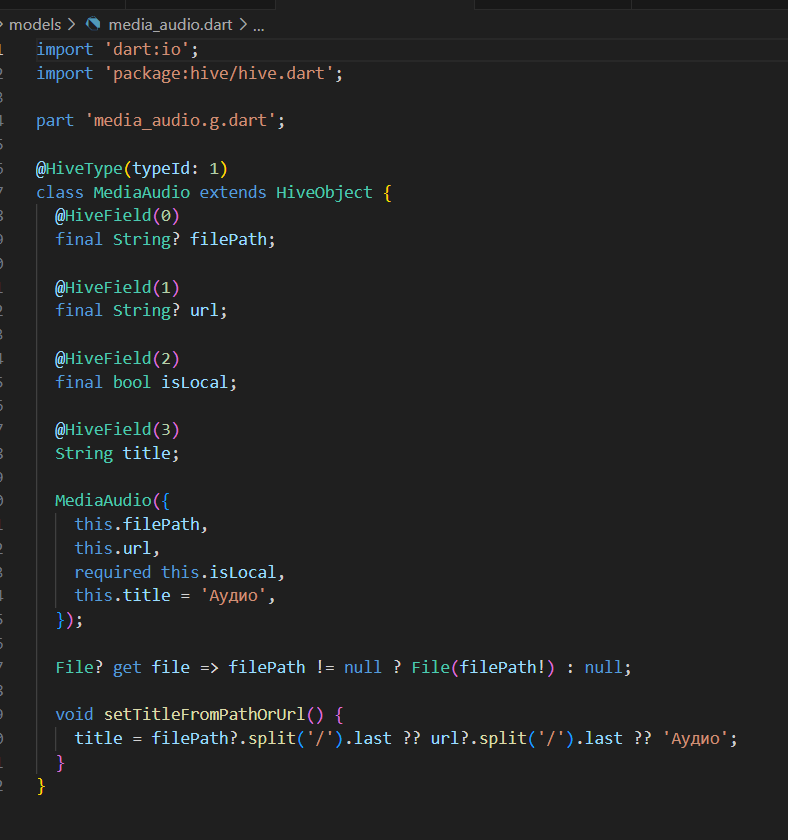 models > media_audio.dart > ...
import 'dart:io';
import 'package:hive/hive.dart';
part 'media_audio.g.dart';
@HiveType(typeId: 1)
class MediaAudio extends HiveObject {
@HiveField(0)
final String? filePath;
@HiveField(1)
final String? url;
@HiveField(2)
final bool isLocal;
@HiveField(3)
String title;
MediaAudio({
this.filePath,
this.url,
required this.isLocal,
this.title = 'Аудио',
});
File? get file => filePath != null ? File(filePath!) : null;
void setTitleFromPathOrUrl() {
title = filePath?.split('/').last ?? url?.split('/').last ?? 'Аудио';
}
}